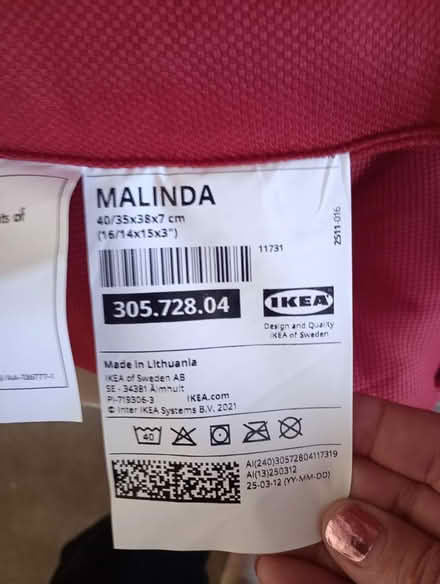 MALINDA
40/35x38x7 cm
(16/14x15x3")
11731
2511-016
305.728.04
IKEA
Design and Quality
IKEA of Sweden
Made in Lithuania
IKEA of Sweden AB
SE - 34381 Älmhult
PI-719306-3 IKEA.com
© Inter IKEA Systems B.V. 2021
40
AI(240)30572804117319
AI(13)250312
25-03-12 (YY-MM-DD)
of